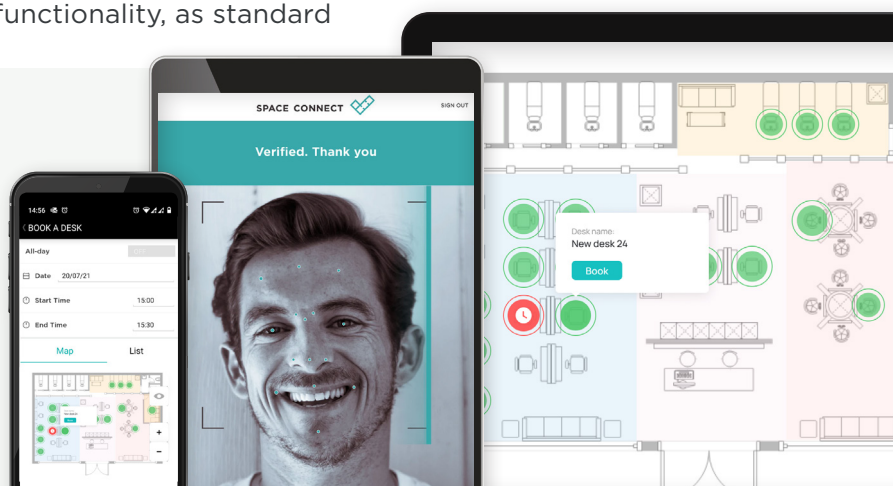 functionality, as standard
SPACE CONNECT
SIGN OUT
Verified. Thank you
14:56
BOOK A DESK
All-day
Date 20/07/21
Start Time 15:00
End Time 15:30
Map List
Desk name:
New desk 24
Book